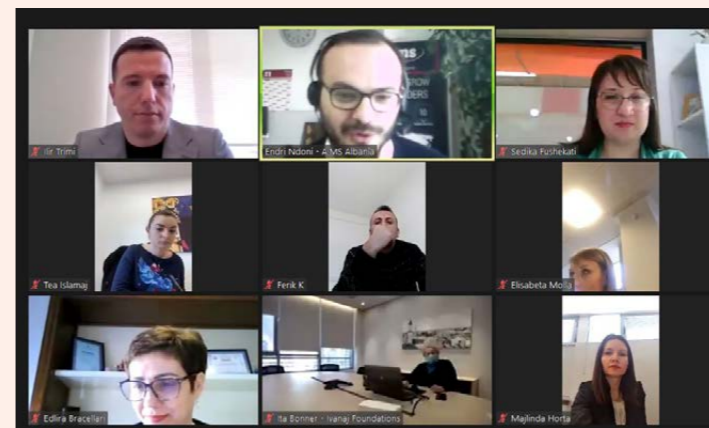 Ilir Trimi
Endri Ndoni - AIMS Albania
Sedika Fushekati
Tea Islamaj
Ferik K
Elisabeta Molla
Edlira Bracellari
Ita Bonner - Ivanaj Foundations
Majlinda Horta